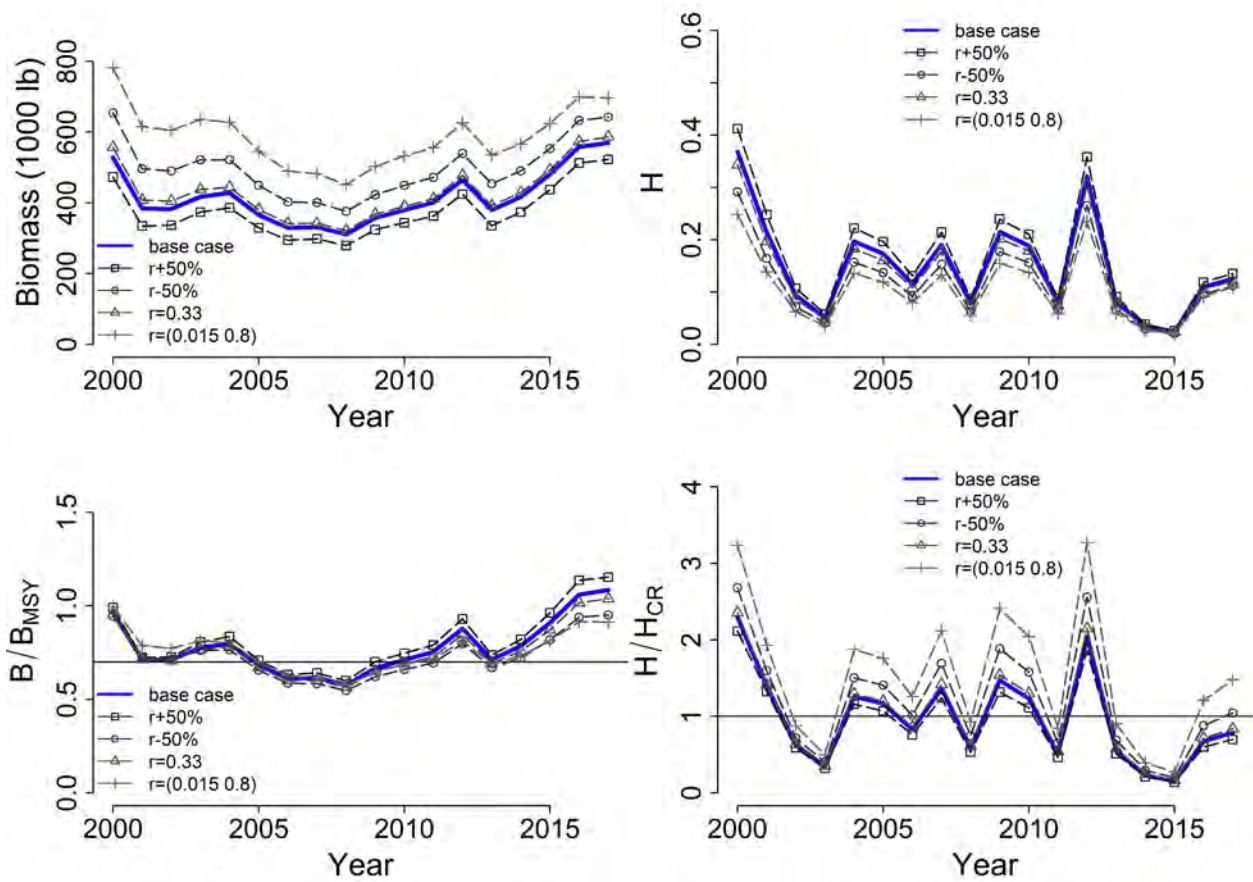 Biomass (1000 lb)
800
600
400
200
0
base case
r+50%
r-50%
r=0.33
r=(0.015 0.8)
2000 2005 2010 2015
Year
H
0.6
0.4
0.2
0.0
base case
r+50%
r-50%
r=0.33
r=(0.015 0.8)
2000 2005 2010 2015
Year
B/BMSY
1.5
1.0
0.5
0.0
base case
r+50%
r-50%
r=0.33
r=(0.015 0.8)
2000 2005 2010 2015
Year
H/HCR
4
3
2
1
0
base case
r+50%
r-50%
r=0.33
r=(0.015 0.8)
2000 2005 2010 2015
Year